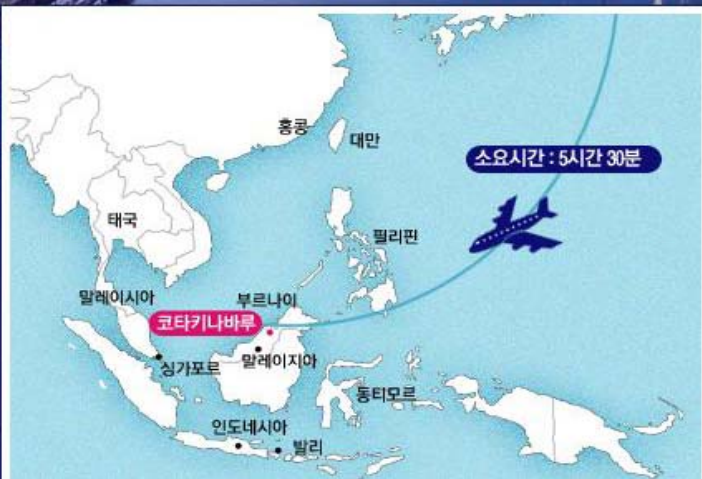 홍콩
대만
소요시간 : 5시간 30분
태국
필리핀
말레이시아
부르나이
코타키나바루
싱가포르
말레이지아
동티모르
인도네시아
발리